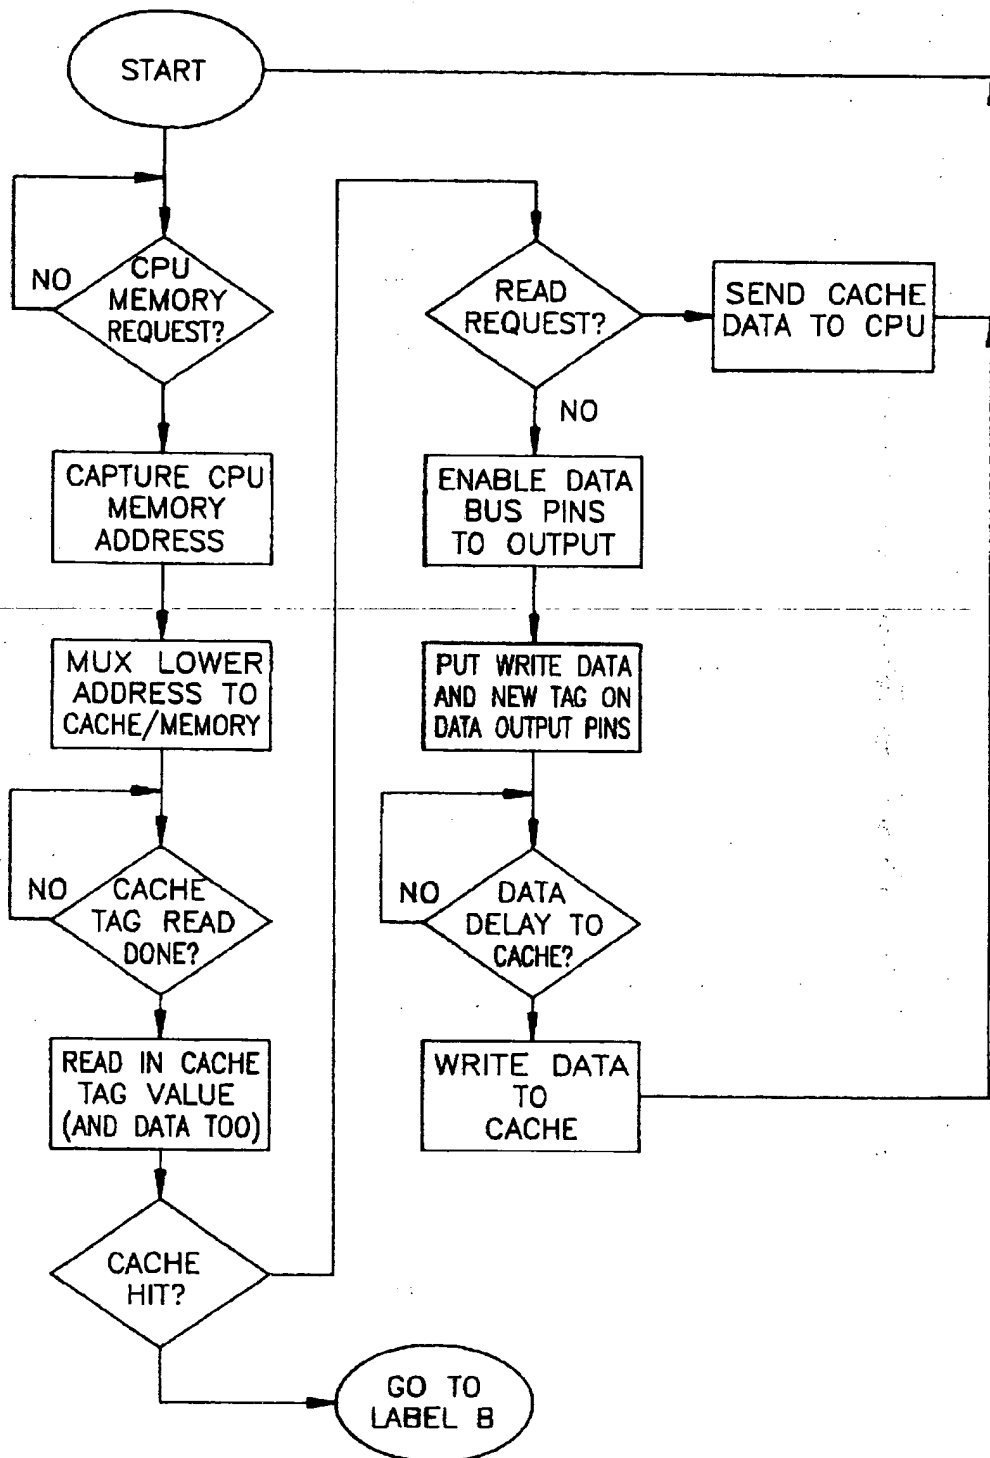 START
NO
CPU
MEMORY
REQUEST?
CAPTURE CPU
MEMORY
ADDRESS
MUX LOWER
ADDRESS TO
CACHE/MEMORY
NO
CACHE
TAG READ
DONE?
READ IN CACHE
TAG VALUE
(AND DATA TOO)
CACHE
HIT?
GO TO
LABEL B
READ
REQUEST?
SEND CACHE
DATA TO CPU
NO
ENABLE DATA
BUS PINS
TO OUTPUT
PUT WRITE DATA
AND NEW TAG ON
DATA OUTPUT PINS
NO
DATA
DELAY TO
CACHE?
WRITE DATA
TO
CACHE